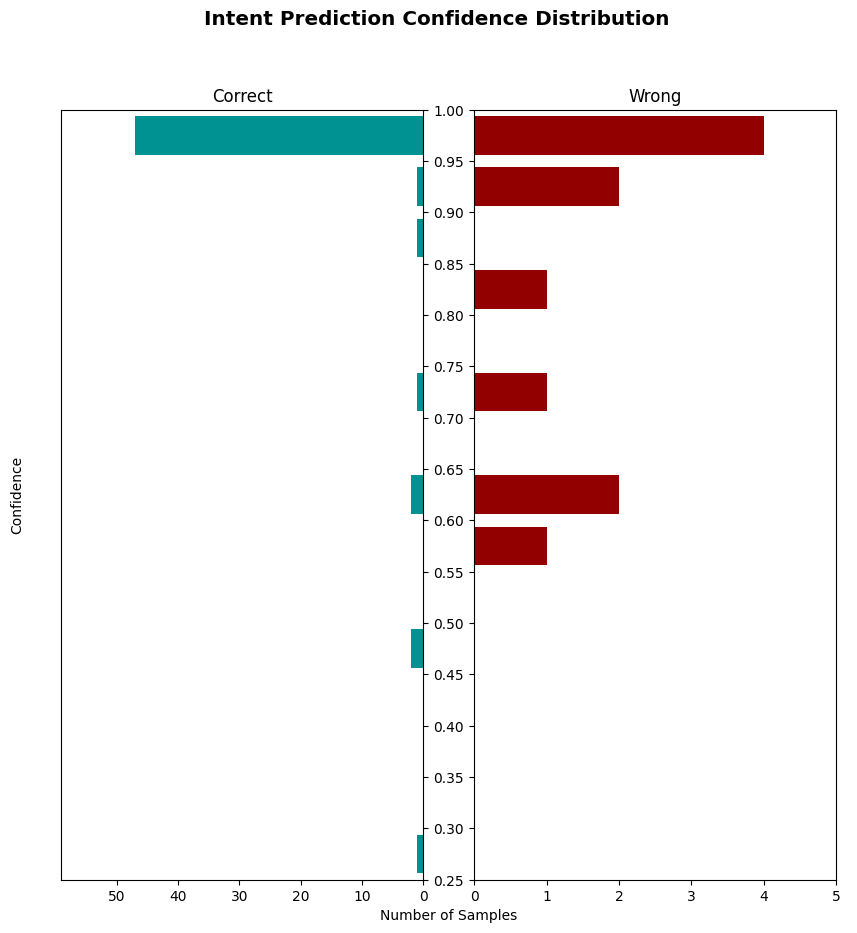 Intent Prediction Confidence Distribution
Correct
Wrong
1.00
0.95
0.90
0.85
0.80
0.75
0.70
0.65
0.60
0.55
0.50
0.45
0.40
0.35
0.30
0.25
Confidence
50 40 30 20 10 0
0 1 2 3 4 5
Number of Samples